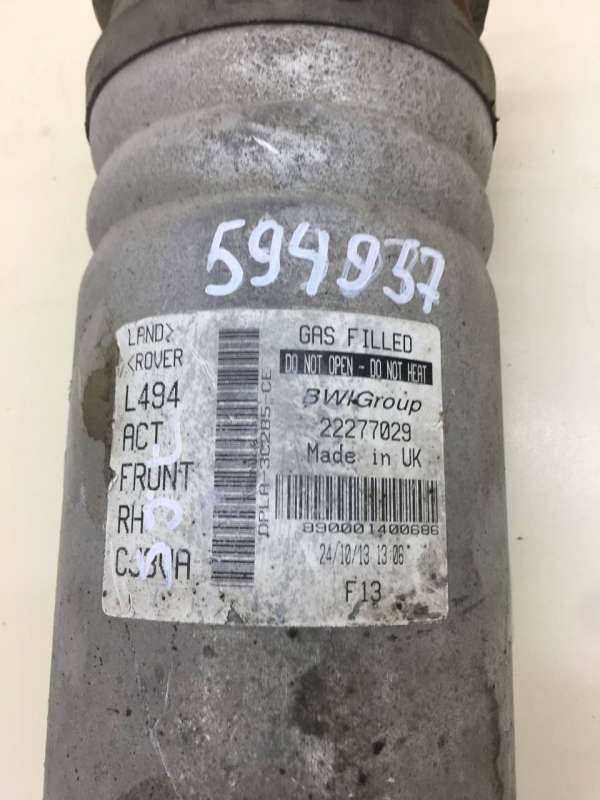 594937
LAND>
<ROVER
L494
ACT
FRONT
RH
DPLA 3C285-CE
GAS FILLED
DO NOT OPEN - DO NOT HEAT
BWI Group
22277029
Made in UK
890001400686
24/10/13 13:06
F13